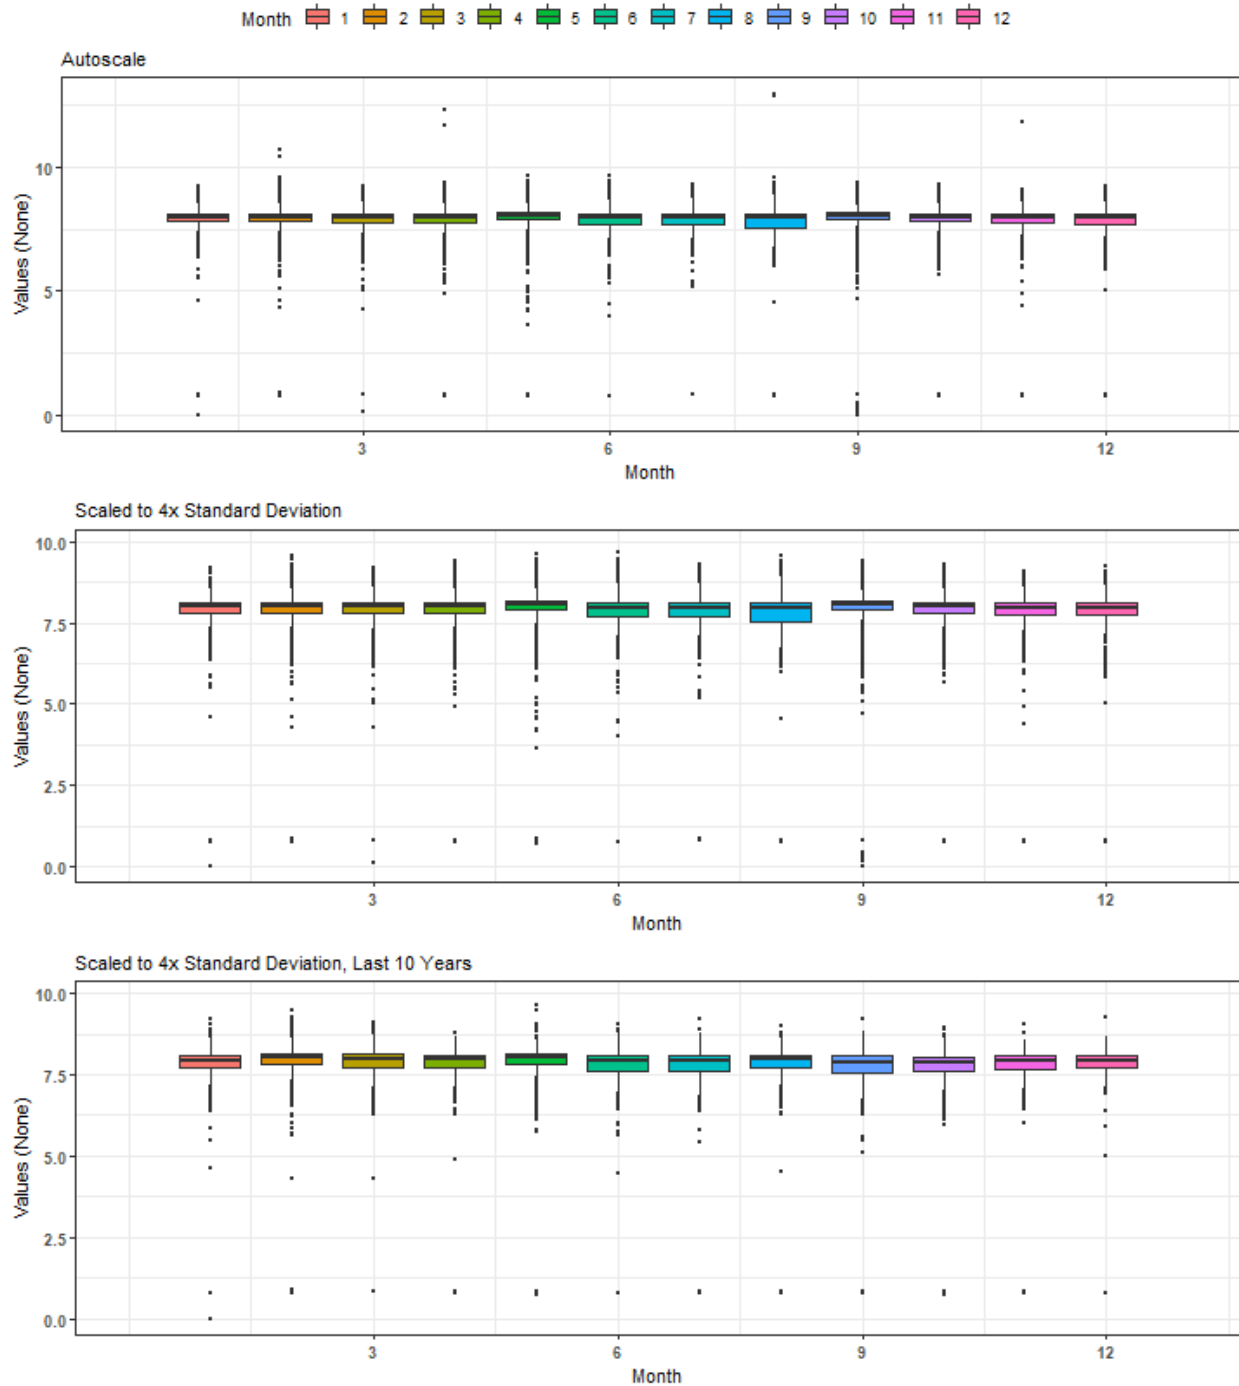 Month 1 2 3 4 5 6 7 8 9 10 11 12
Autoscale
Values (None)
10
5
0
3 6 9 12
Month
Scaled to 4x Standard Deviation
Values (None)
10.0
7.5
5.0
2.5
0.0
3 6 9 12
Month
Scaled to 4x Standard Deviation, Last 10 Years
Values (None)
10.0
7.5
5.0
2.5
0.0
3 6 9 12
Month